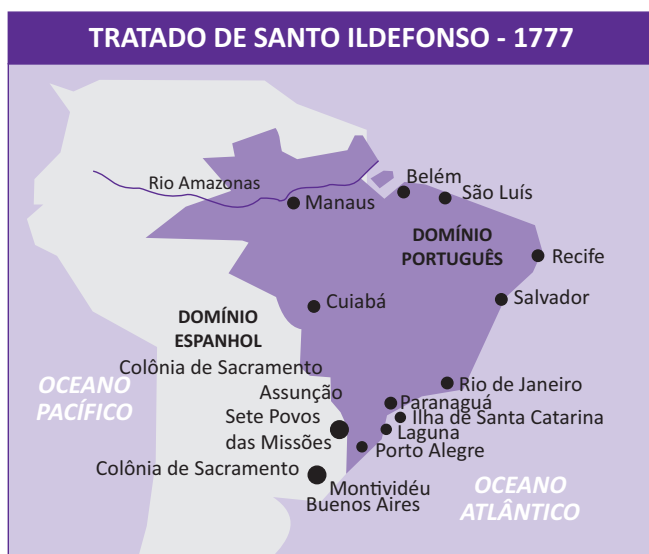 TRATADO DE SANTO ILDEFONSO - 1777
Rio Amazonas
Belém
São Luís
Manaus
DOMÍNIO
PORTUGUÊS
Recife
Salvador
Cuiabá
DOMÍNIO
ESPANHOL
Colônia de Sacramento
OCEANO
PACÍFICO
Assunção
Rio de Janeiro
Paranaguá
Ilha de Santa Catarina
Sete Povos
das Missões
Laguna
Porto Alegre
Colônia de Sacramento
Montividéu
Buenos Aires
OCEANO
ATLÂNTICO